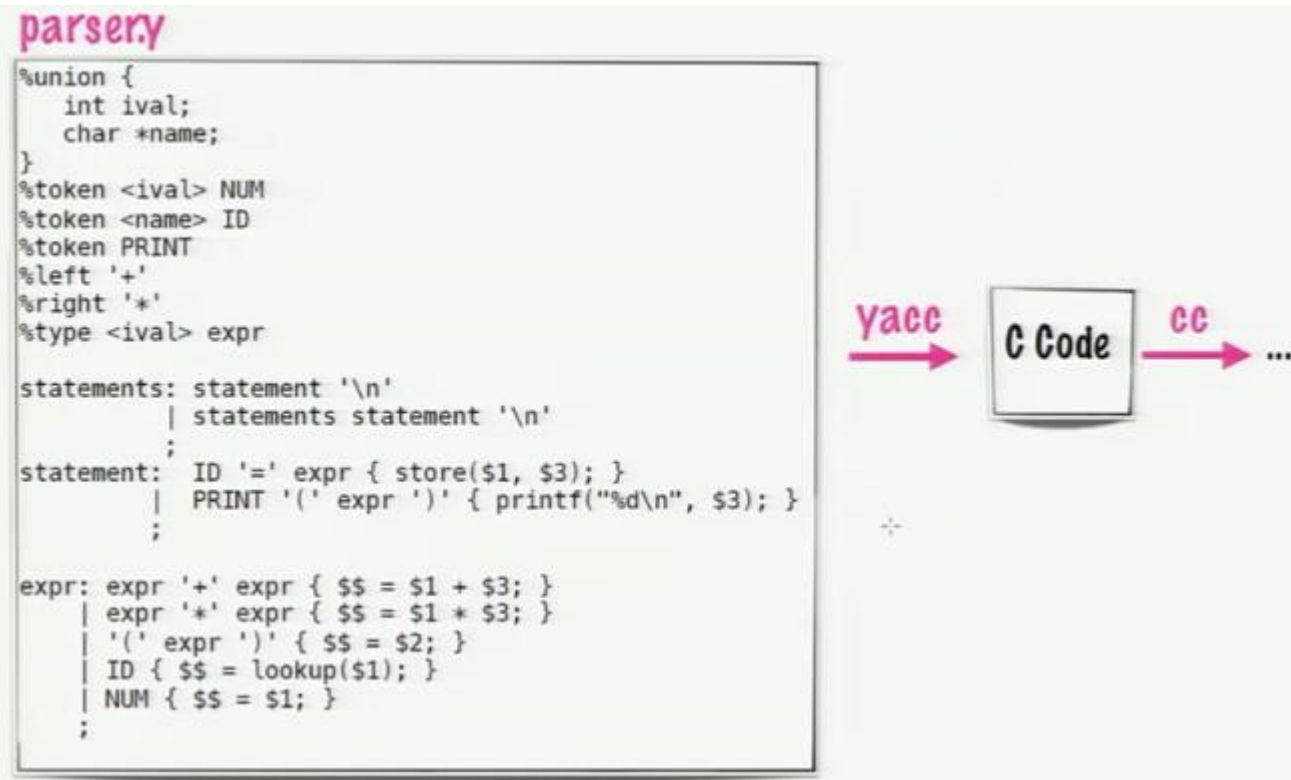 parser.y
%union {
   int ival;
   char *name;
}
%token <ival> NUM
%token <name> ID
%token PRINT
%left '+'
%right '*'
%type <ival> expr
statements: statement '\n'
          | statements statement '\n'
          ;
statement:  ID '=' expr { store($1, $3); }
         |  PRINT '(' expr ')' { printf("%d\n", $3); }
         ;
expr: expr '+' expr { $$ = $1 + $3; }
    | expr '*' expr { $$ = $1 * $3; }
    | '(' expr ')' { $$ = $2; }
    | ID { $$ = lookup($1); }
    | NUM { $$ = $1; }
    ;
yacc
C Code
cc
...